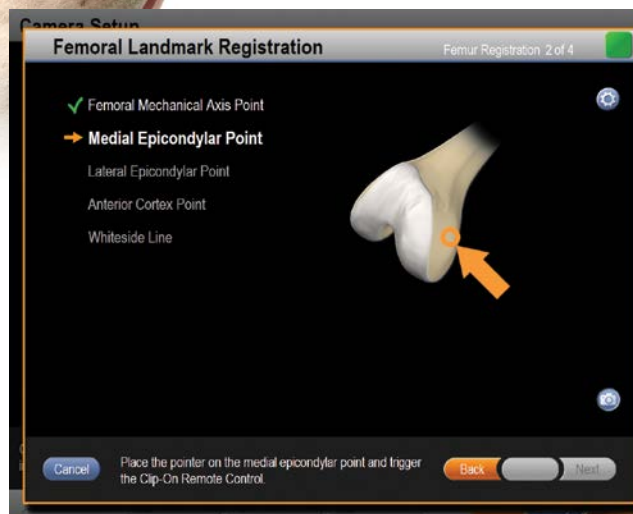 Camera Setup
Femoral Landmark Registration
Femur Registration 2 of 4
Femoral Mechanical Axis Point
Medial Epicondylar Point
Lateral Epicondylar Point
Anterior Cortex Point
Whiteside Line
Cancel
Place the pointer on the medial epicondylar point and trigger
the Clip-On Remote Control.
Back
Next